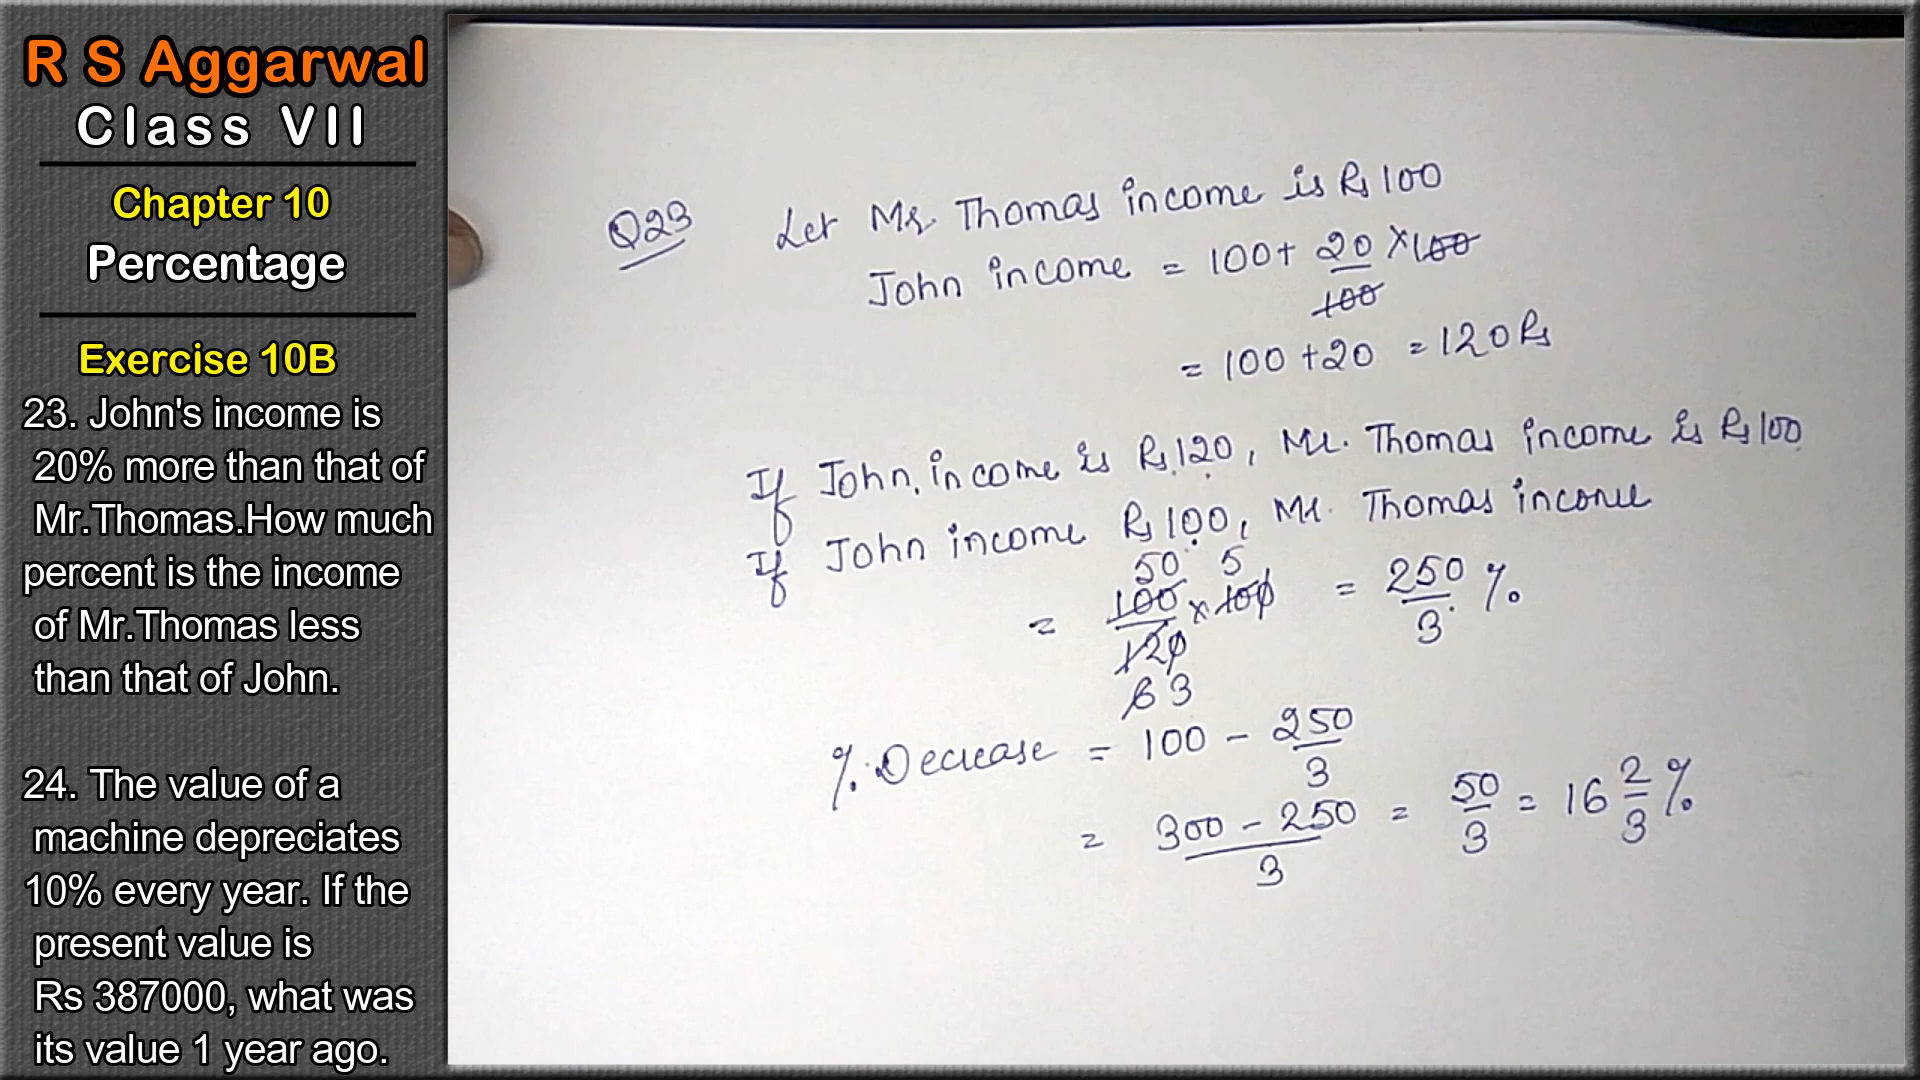 R S Aggarwal
Class VII
Chapter 10
Percentage
Exercise 10B
23. John's income is
20% more than that of
Mr.Thomas.How much
percent is the income
of Mr.Thomas less
than that of John.
24. The value of a
machine depreciates
10% every year. If the
present value is
Rs 387000, what was
its value 1 year ago.
Q23 Let Mr Thomas income is Rs 100
John income = 100 + 20/100 × 100
= 100 + 20 = 120 Rs
If John income is Rs 120, Mr. Thomas income is Rs 100
If John income Rs 100, Mr. Thomas income
50 5
= 100/120 × 100 = 250/3 %
6 3
% Decrease = 100 - 250/3
= 300 - 250/3 = 50/3 = 16 2/3 %